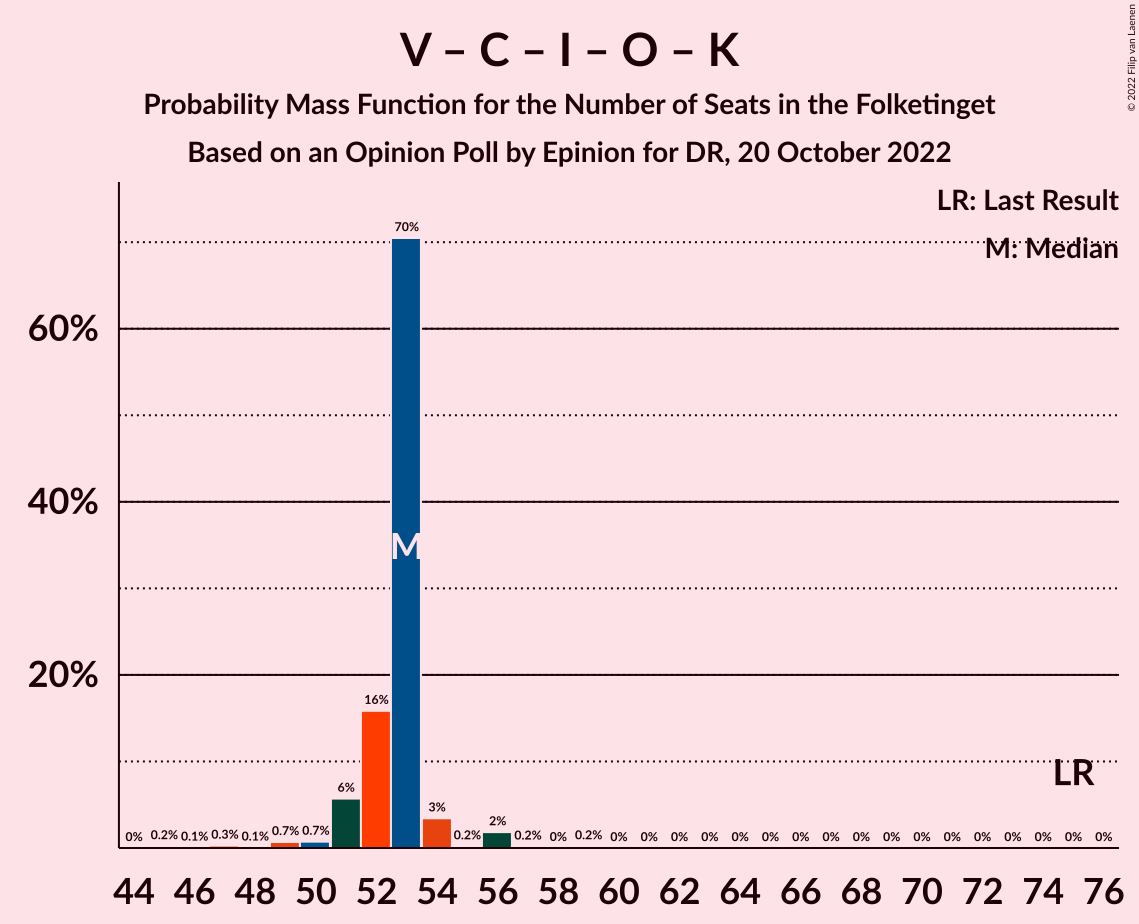 V – C – I – O – K
Probability Mass Function for the Number of Seats in the Folketinget
Based on an Opinion Poll by Epinion for DR, 20 October 2022
© 2022 Filip van Laenen
LR: Last Result
M: Median
70%
60%
40%
M
20%
16%
LR
6%
3%
2%
0% 0.2% 0.1% 0.3% 0.1% 0.7% 0.7% 0.2% 0.2% 0% 0.2% 0% 0% 0% 0% 0% 0% 0% 0% 0% 0% 0% 0% 0% 0% 0% 0% 0%
44 46 48 50 52 54 56 58 60 62 64 66 68 70 72 74 76